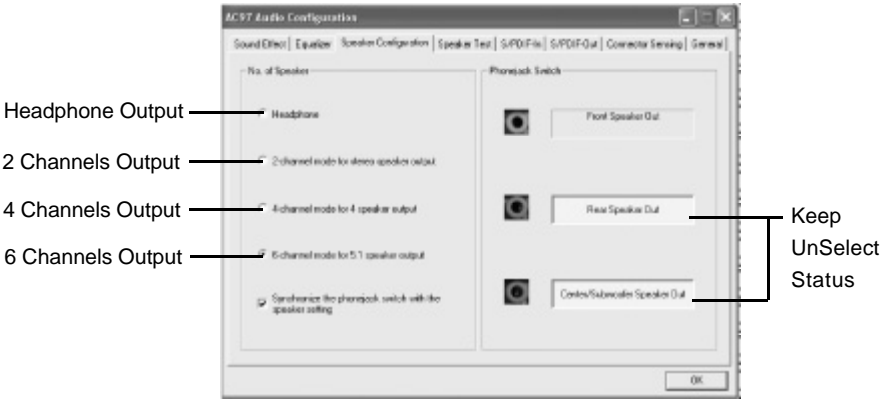 AC97 Audio Configuration
Sound Effect
Equalizer
Speaker Configuration
Speaker Test
S/PDIF-In
S/PDIF-Out
Connector Sensing
General
No. of Speaker
Phonejack Switch
Headphone Output
Headphone
Front Speaker Out
2 Channels Output
2-channel mode for stereo speaker output
4 Channels Output
4-channel mode for 4 speaker output
Rear Speaker Out
Keep
UnSelect
Status
6 Channels Output
6-channel mode for 5.1 speaker output
Synchronize the phonejack switch with the
speaker setting
Center/Subwoofer Speaker Out
OK